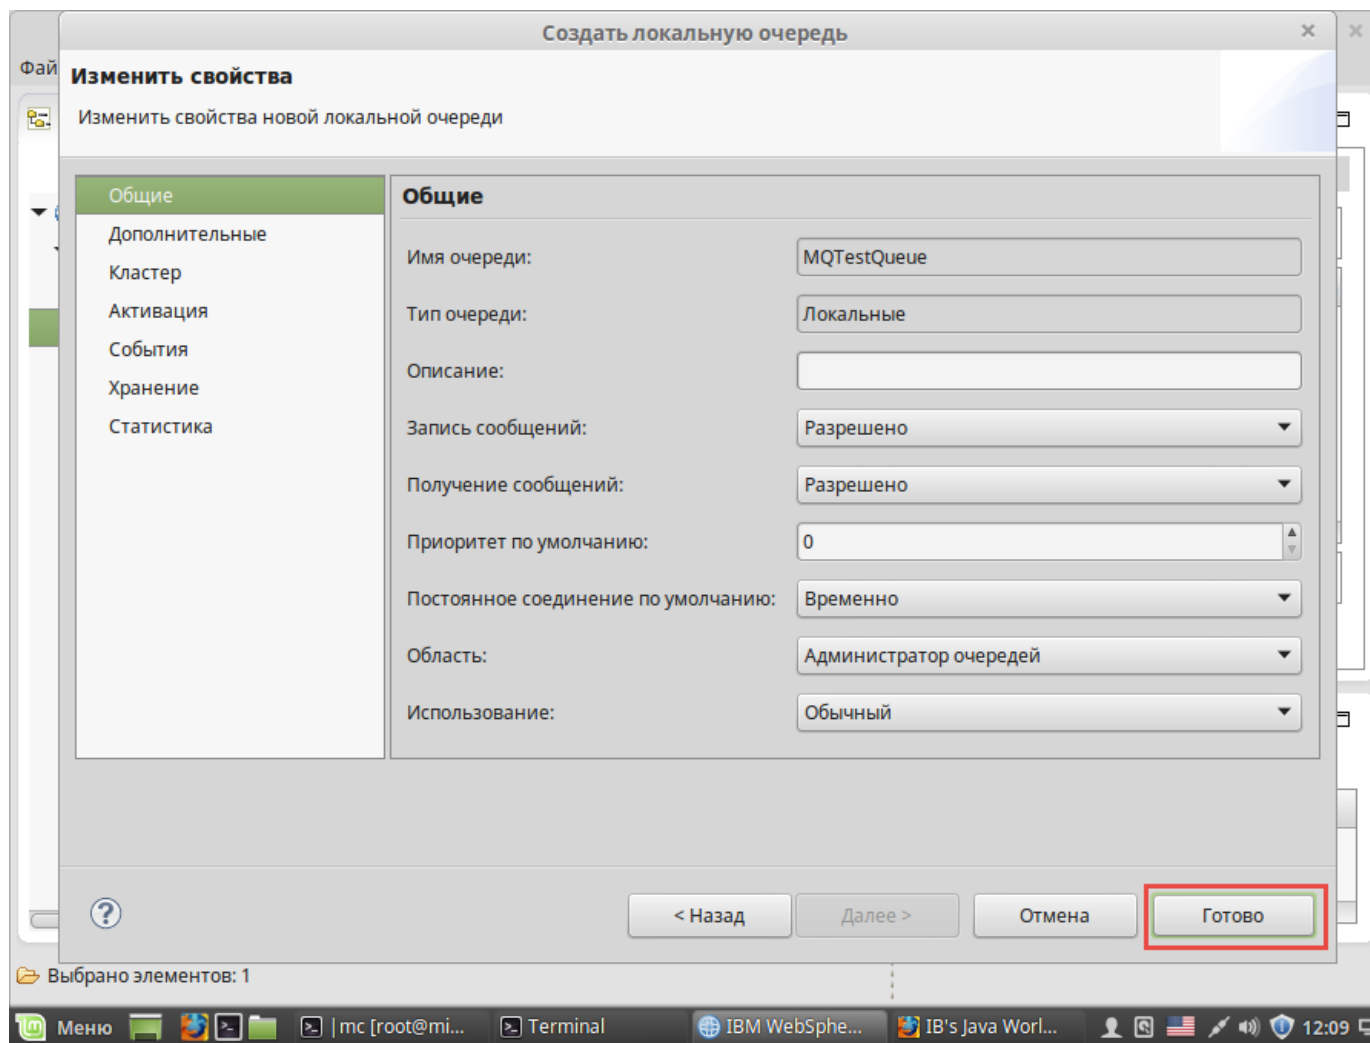 Создать локальную очередь
Фай
Изменить свойства
Изменить свойства новой локальной очереди
Общие
Дополнительные
Кластер
Активация
События
Хранение
Статистика
Общие
Имя очереди: MQTestQueue
Тип очереди: Локальные
Описание:
Запись сообщений: Разрешено
Получение сообщений: Разрешено
Приоритет по умолчанию: 0
Постоянное соединение по умолчанию: Временно
Область: Администратор очередей
Использование: Обычный
< Назад
Далее >
Отмена
Готово
Выбрано элементов: 1
Меню
mc [root@mi...
Terminal
IBM WebSphe...
IB's Java Worl...
12:09